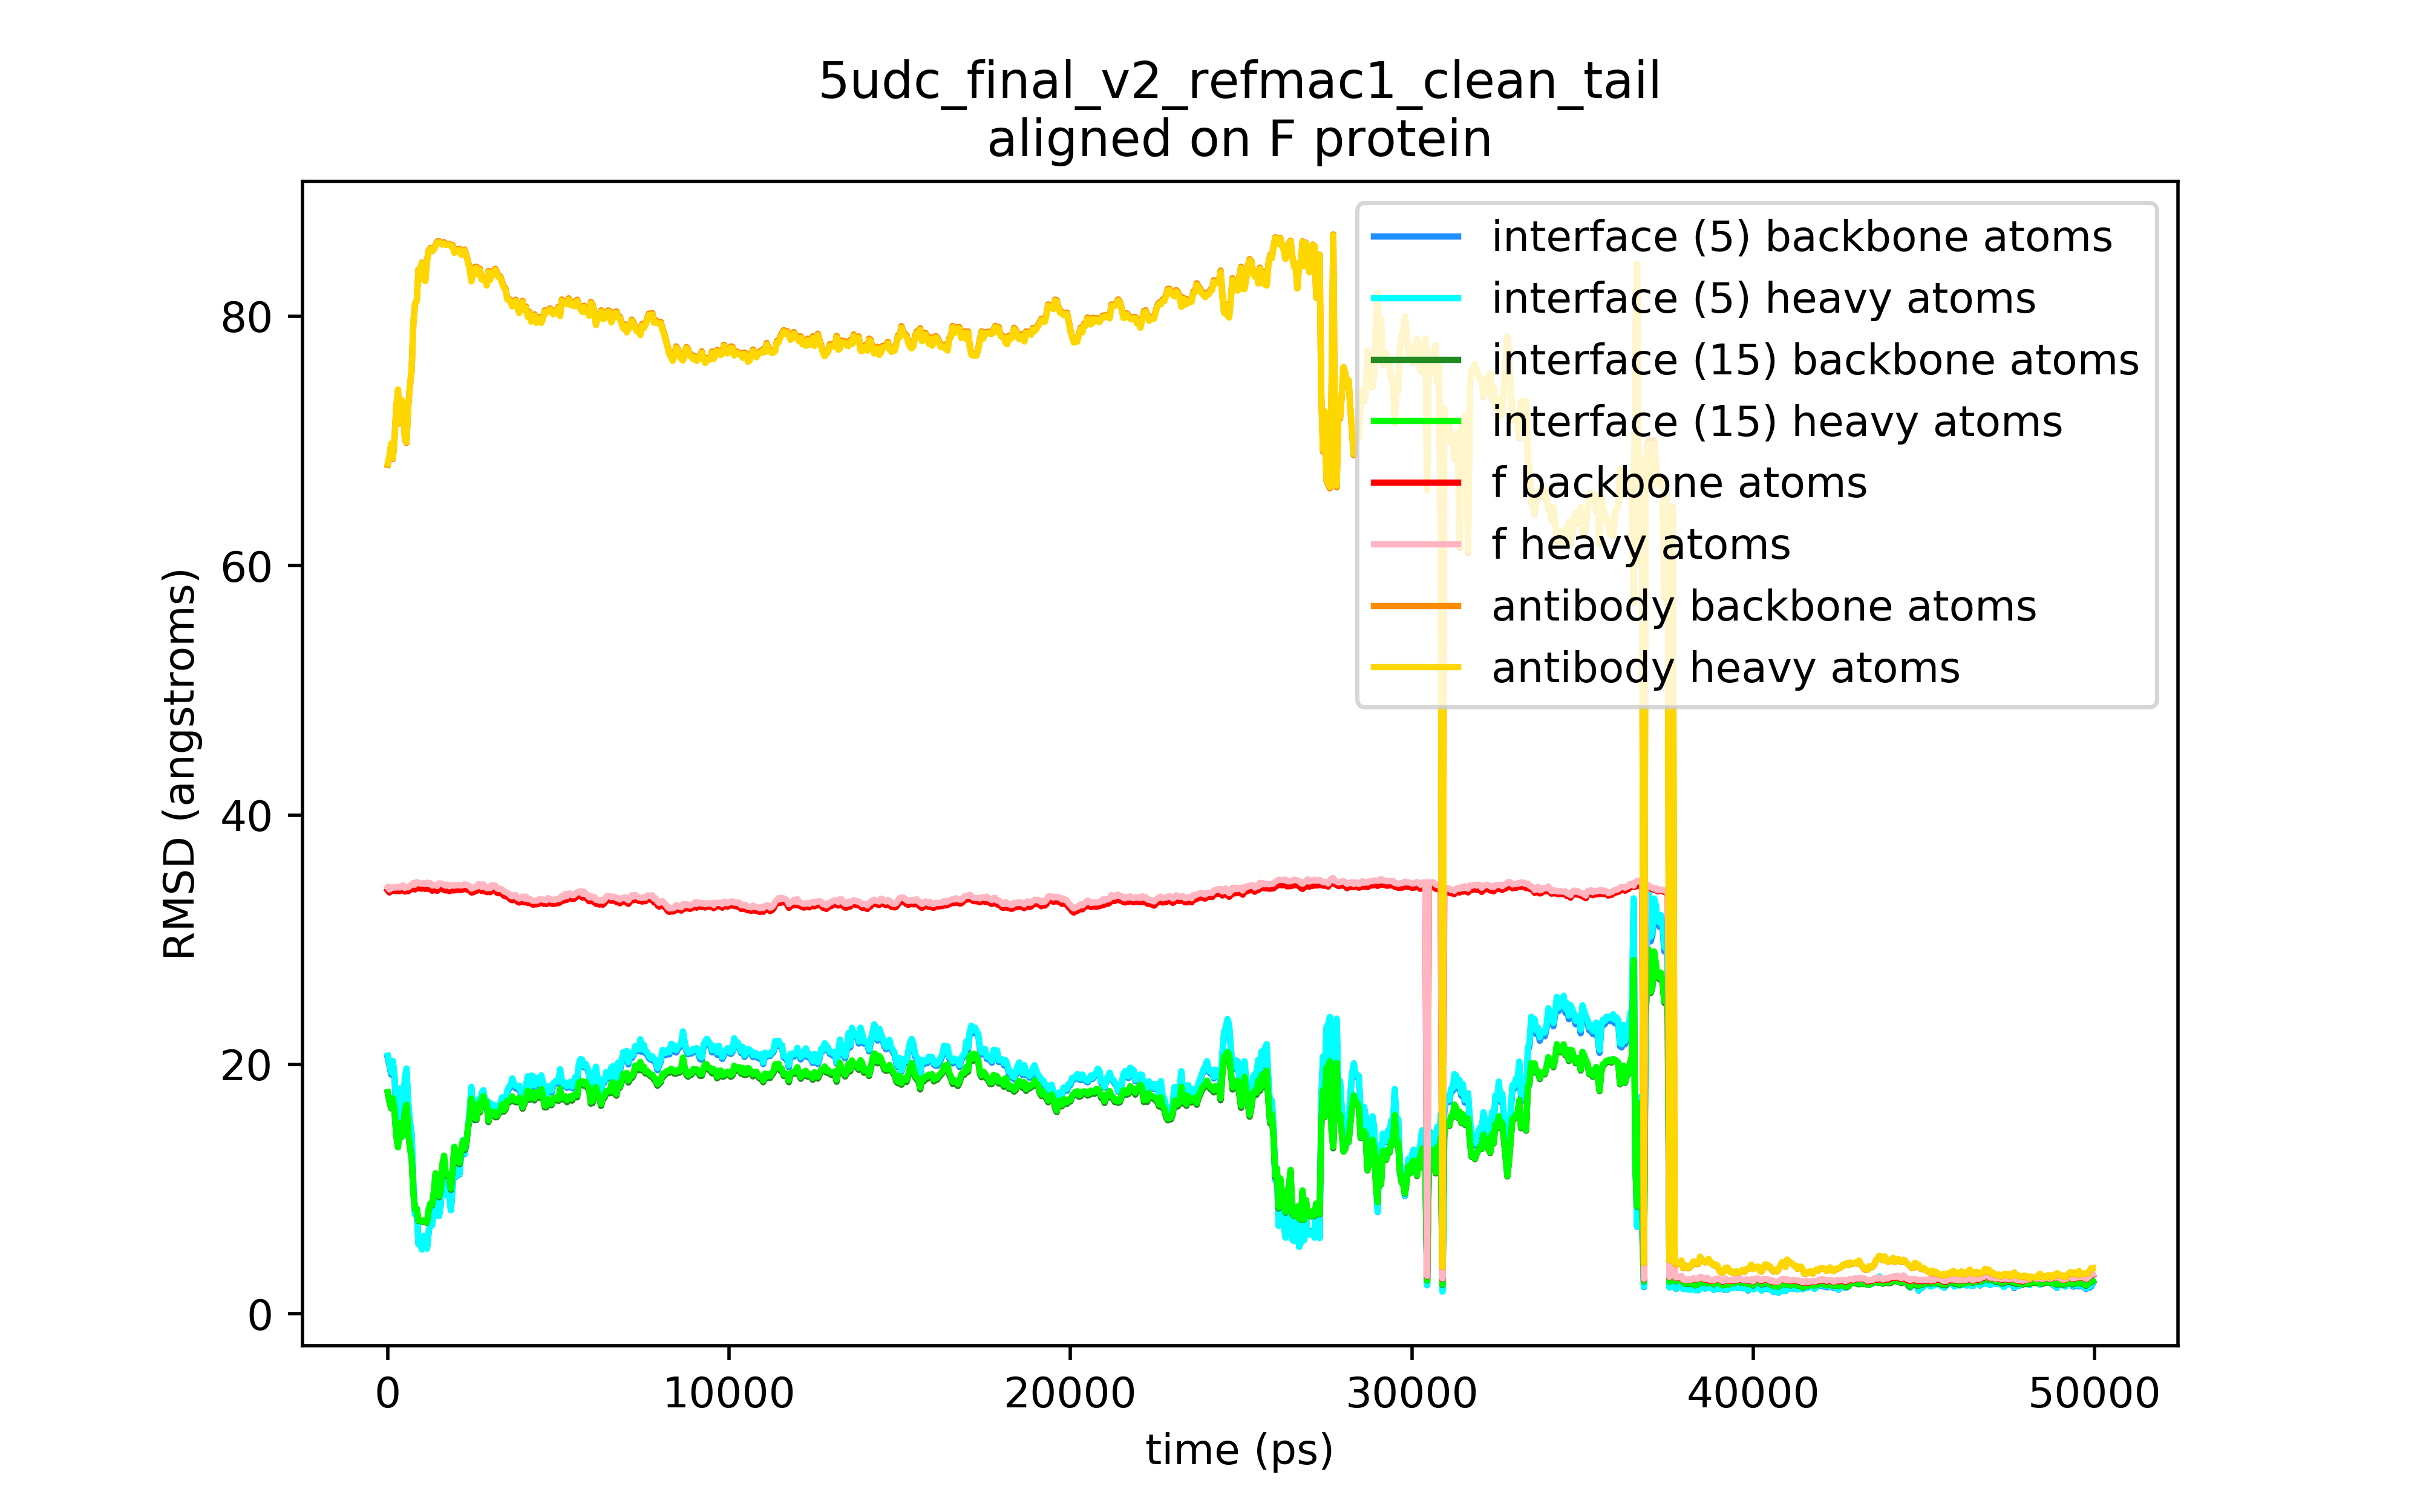 5udc_final_v2_refmac1_clean_tail
aligned on F protein
RMSD (angstroms)
80
60
40
20
0
interface (5) backbone atoms
interface (5) heavy atoms
interface (15) backbone atoms
interface (15) heavy atoms
f backbone atoms
f heavy atoms
antibody backbone atoms
antibody heavy atoms
0 10000 20000 30000 40000 50000
time (ps)